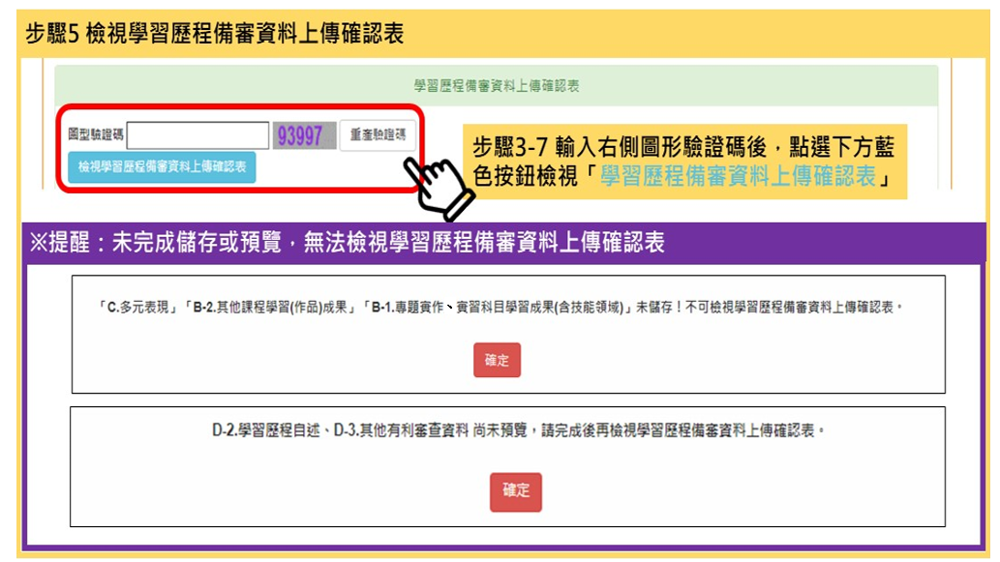 步驟5 檢視學習歷程備審資料上傳確認表
學習歷程備審資料上傳確認表
圖型驗證碼
93997
重產驗證碼
檢視學習歷程備審資料上傳確認表
步驟3-7 輸入右側圖形驗證碼後，點選下方藍
色按鈕檢視「學習歷程備審資料上傳確認表」
※提醒：未完成儲存或預覽，無法檢視學習歷程備審資料上傳確認表
「C.多元表現」「B-2.其他課程學習(作品)成果」「B-1.專題實作、實習科目學習成果(含技能領域)」未儲存！不可檢視學習歷程備審資料上傳確認表。
確定
D-2.學習歷程自述、D-3.其他有利審查資料 尚未預覽，請完成後再檢視學習歷程備審資料上傳確認表。
確定